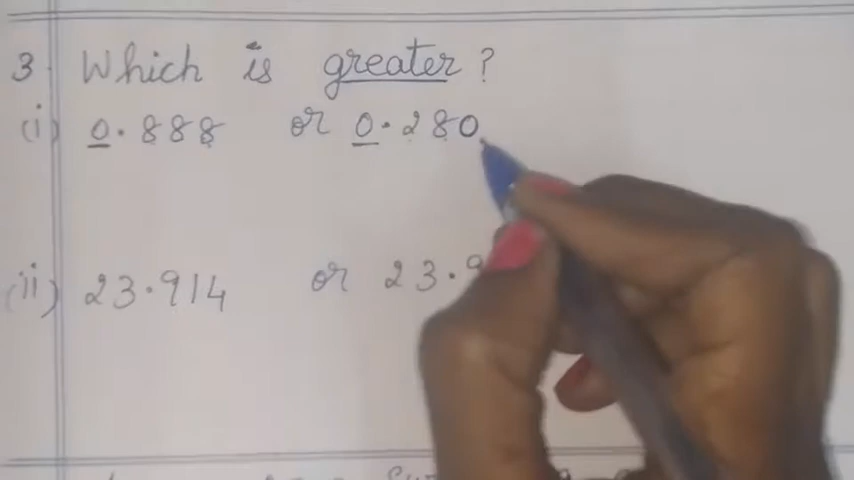 3. Which is greater ?
(i) 0.888 or 0.280
(ii) 23.914 or 23.9